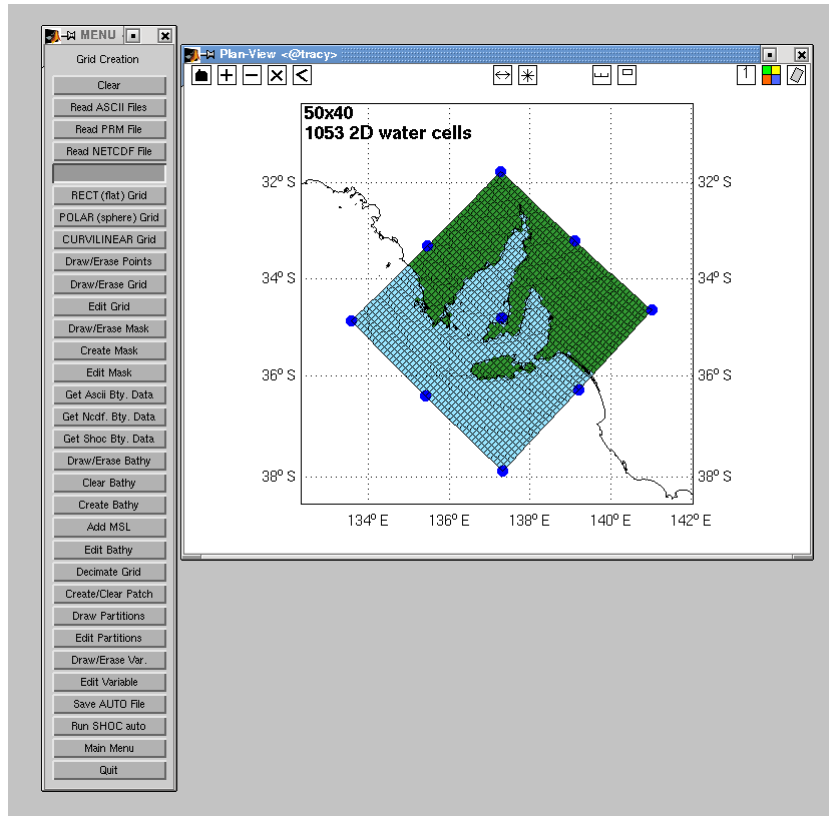 MENU
Grid Creation
Clear
Read ASCII Files
Read PRM File
Read NETCDF File
RECT (flat) Grid
POLAR (sphere) Grid
CURVILINEAR Grid
Draw/Erase Points
Draw/Erase Grid
Edit Grid
Draw/Erase Mask
Create Mask
Edit Mask
Get Ascii Bty. Data
Get Ncdf. Bty. Data
Get Shoc Bty. Data
Draw/Erase Bathy
Clear Bathy
Create Bathy
Add MSL
Edit Bathy
Decimate Grid
Create/Clear Patch
Draw Partitions
Edit Partitions
Draw/Erase Var.
Edit Variable
Save AUTO File
Run SHOC auto
Main Menu
Quit
Plan-View <@tracy>
1
50x40
1053 2D water cells
32° S 32° S
34° S 34° S
36° S 36° S
38° S 38° S
134° E 136° E 138° E 140° E 142° E